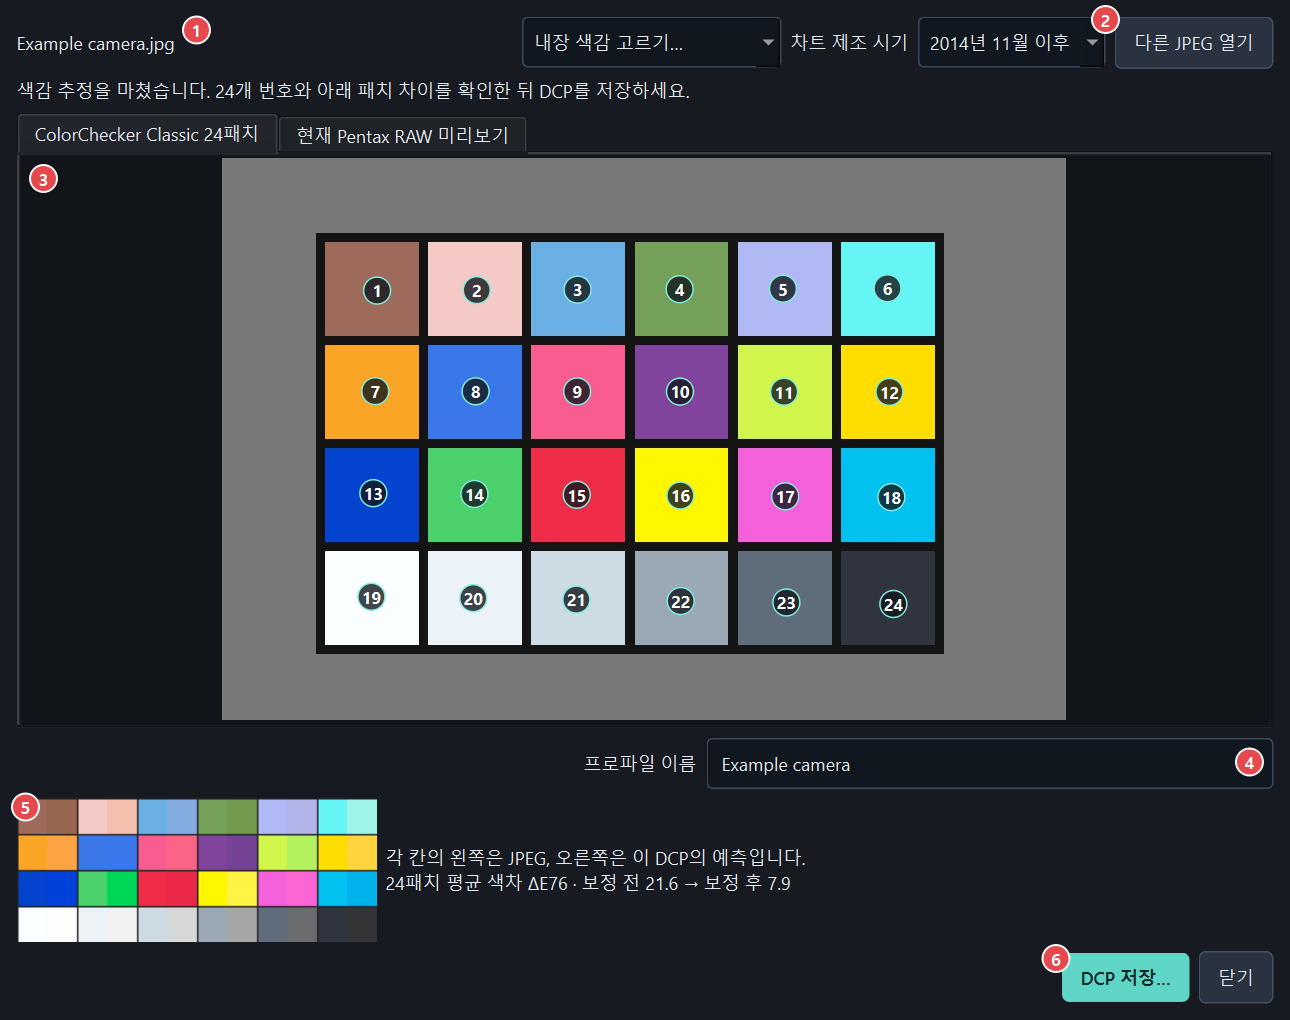 Example camera.jpg 1
내장 색감 고르기... 차트 제조 시기 2014년 11월 이후 2 다른 JPEG 열기
색감 추정을 마쳤습니다. 24개 번호와 아래 패치 차이를 확인한 뒤 DCP를 저장하세요.
ColorChecker Classic 24패치 현재 Pentax RAW 미리보기
3
1 2 3 4 5 6
7 8 9 10 11 12
13 14 15 16 17 18
19 20 21 22 23 24
프로파일 이름 Example camera 4
5
각 칸의 왼쪽은 JPEG, 오른쪽은 이 DCP의 예측입니다.
24패치 평균 색차 ΔE76 · 보정 전 21.6 → 보정 후 7.9
6 DCP 저장... 닫기